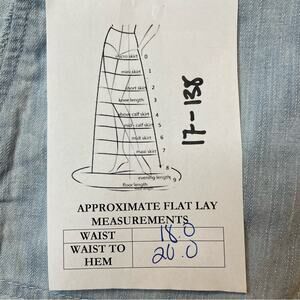 micro skirt 0
mini skirt 1
short skirt 2
knee length 3
above calf skirt 4
mid calf skirt 5
midi skirt 6
maxi skirt 7
8
evening length 9
floor length
17-138
APPROXIMATE FLAT LAY
MEASUREMENTS
WAIST 18.0
WAIST TO HEM 20.0